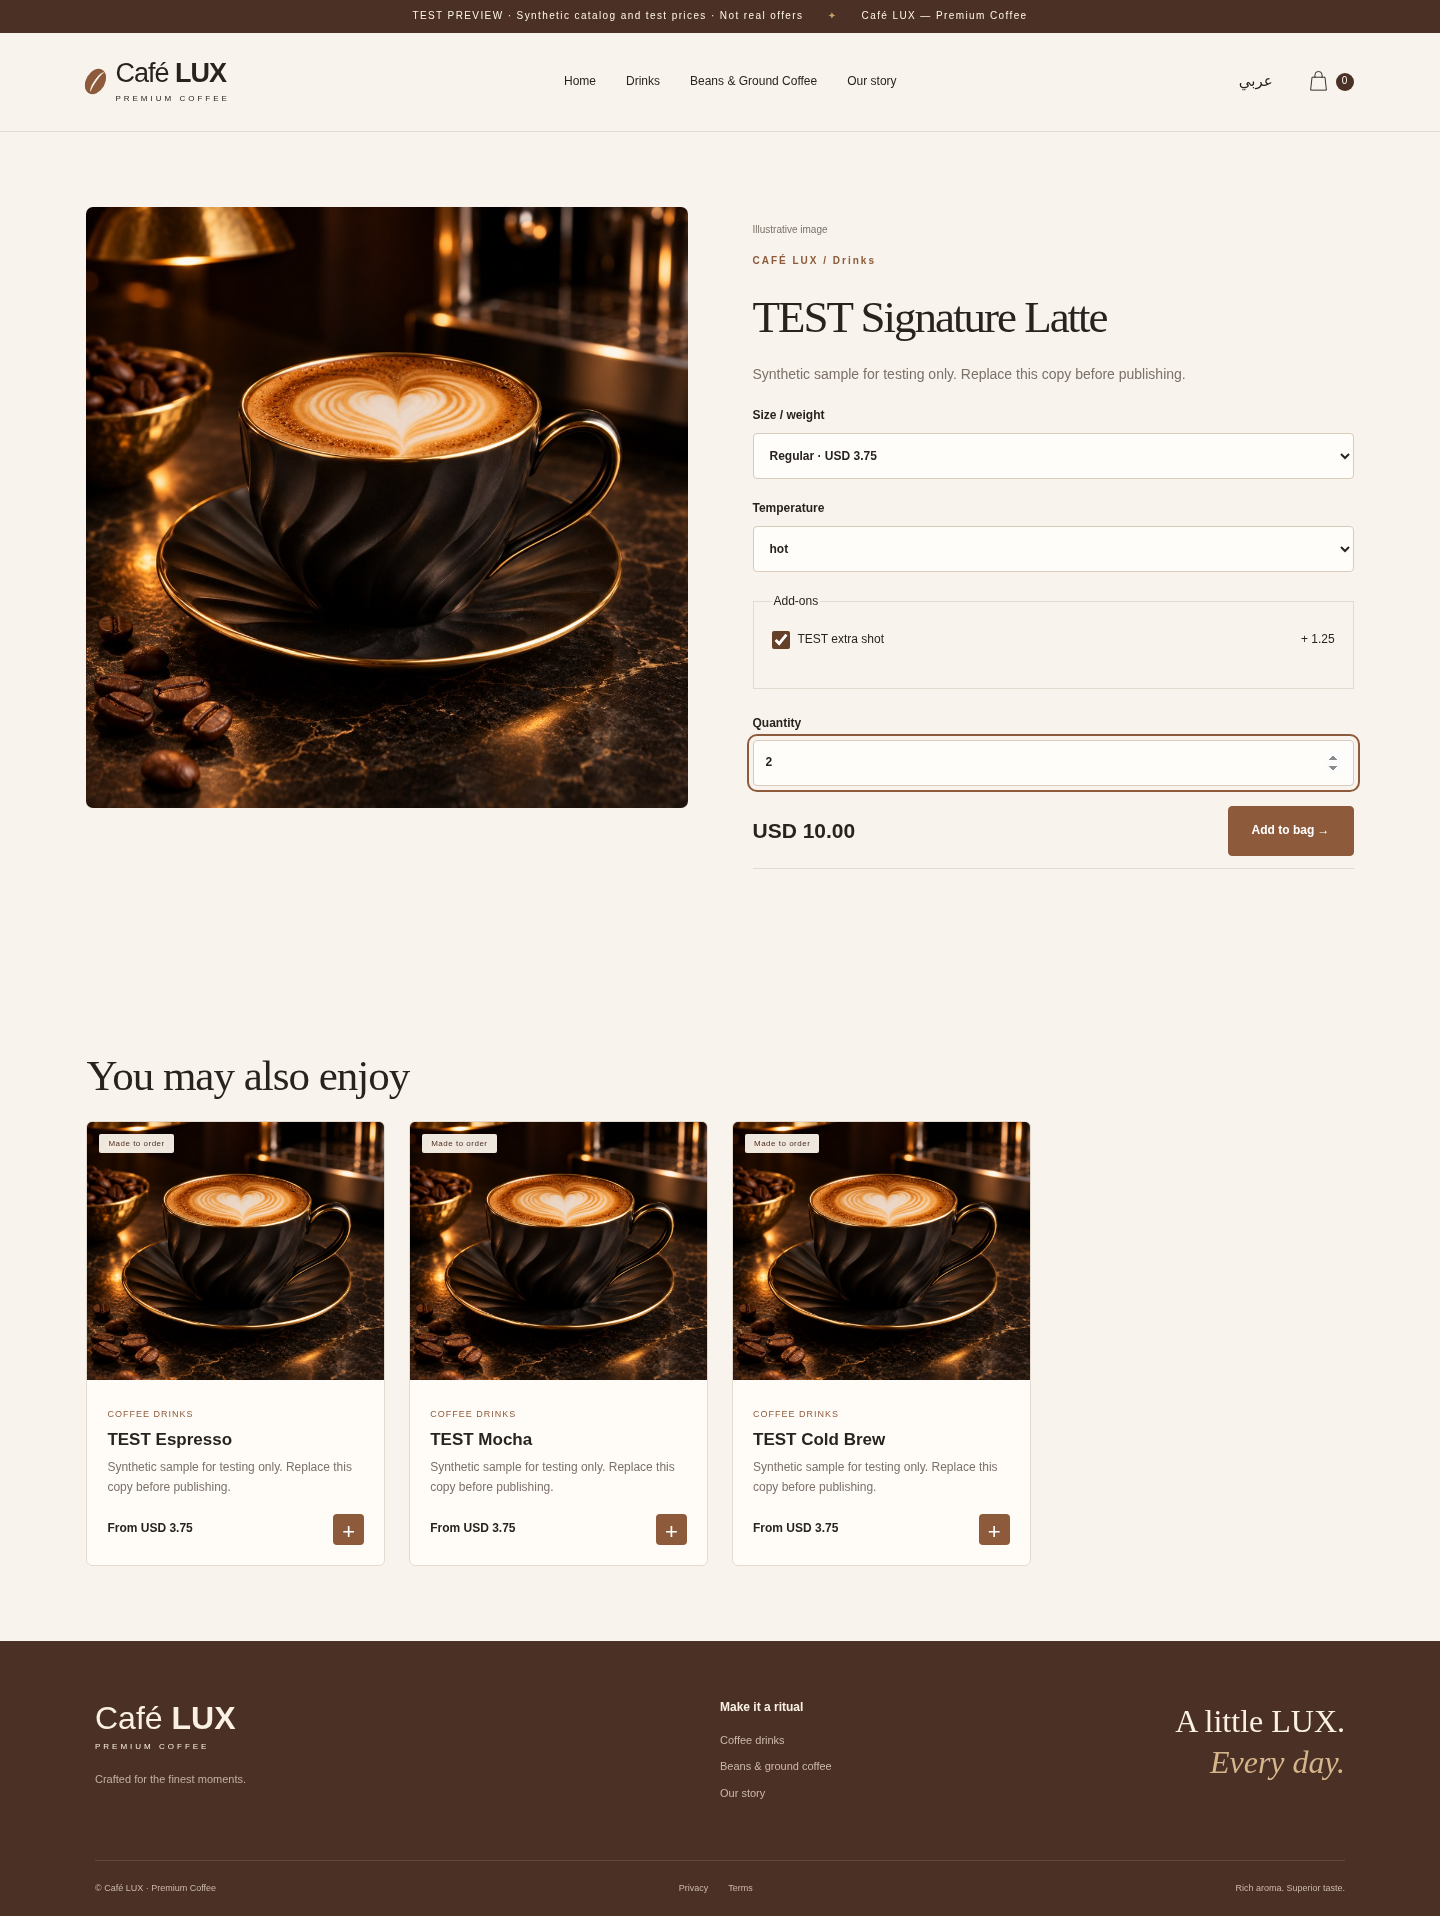 TEST PREVIEW · Synthetic catalog and test prices · Not real offers ✦ Café LUX — Premium Coffee
Café LUX
PREMIUM COFFEE
Home Drinks Beans & Ground Coffee Our story
عربي
0
Illustrative image
CAFÉ LUX / Drinks
TEST Signature Latte
Synthetic sample for testing only. Replace this copy before publishing.
Size / weight
Regular · USD 3.75
Temperature
hot
Add-ons
TEST extra shot + 1.25
Quantity
2
USD 10.00 Add to bag →
You may also enjoy
Made to order
COFFEE DRINKS
TEST Espresso
Synthetic sample for testing only. Replace this
copy before publishing.
From USD 3.75 +
Made to order
COFFEE DRINKS
TEST Mocha
Synthetic sample for testing only. Replace this
copy before publishing.
From USD 3.75 +
Made to order
COFFEE DRINKS
TEST Cold Brew
Synthetic sample for testing only. Replace this
copy before publishing.
From USD 3.75 +
Café LUX
PREMIUM COFFEE
Crafted for the finest moments.
Make it a ritual
Coffee drinks
Beans & ground coffee
Our story
A little LUX.
Every day.
© Café LUX · Premium Coffee Privacy Terms Rich aroma. Superior taste.